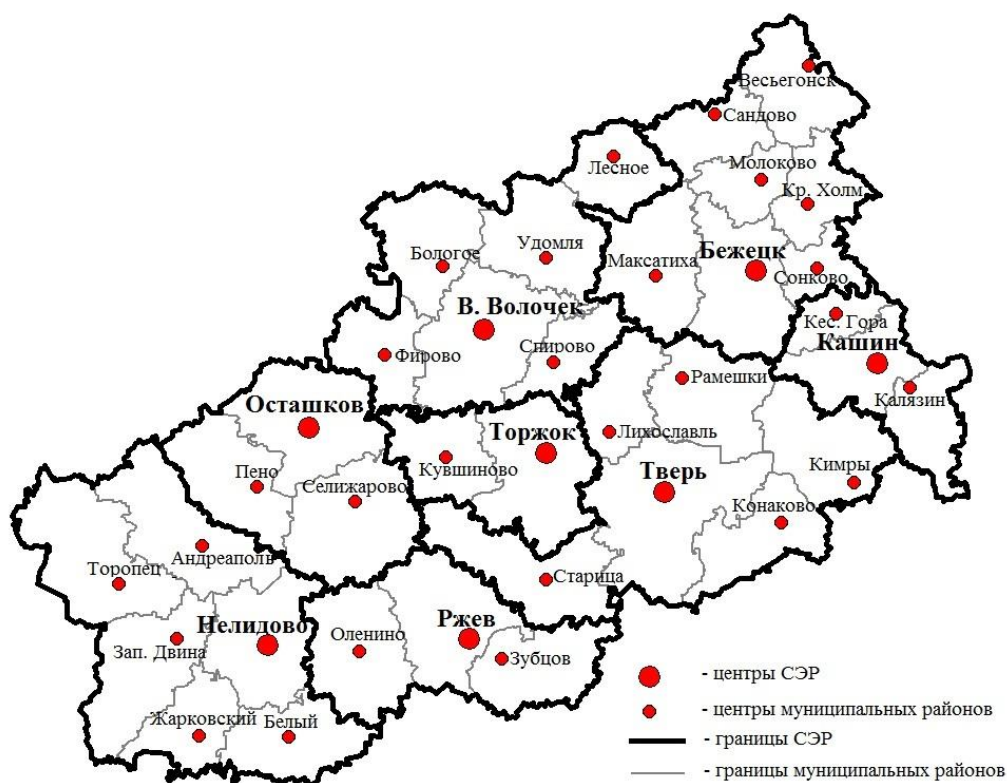 Весьегонск
Сандово
Лесное
Молоково
Кр. Холм
Удомля
Бологое
Максатиха
Бежецк
Сонково
В. Волочек
Кес. Гора
Кашин
Фирово
Спирово
Рамешки
Калязин
Осташков
Торжок
Лихославль
Кувшиново
Тверь
Кимры
Пено
Селижарово
Конаково
Андреаполь
Торопец
Старица
Нелидово
Ржев
Оленино
Зап. Двина
Зубцов
Жарковский
Белый
- центры СЭР
- центры муниципальных районов
- границы СЭР
- границы муниципальных районов